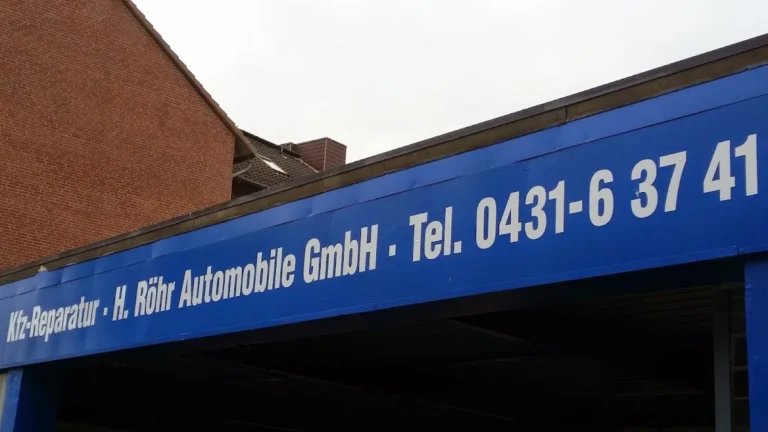 Kfz-Reparatur · H. Röhr Automobile GmbH · Tel. 0431-6 37 41